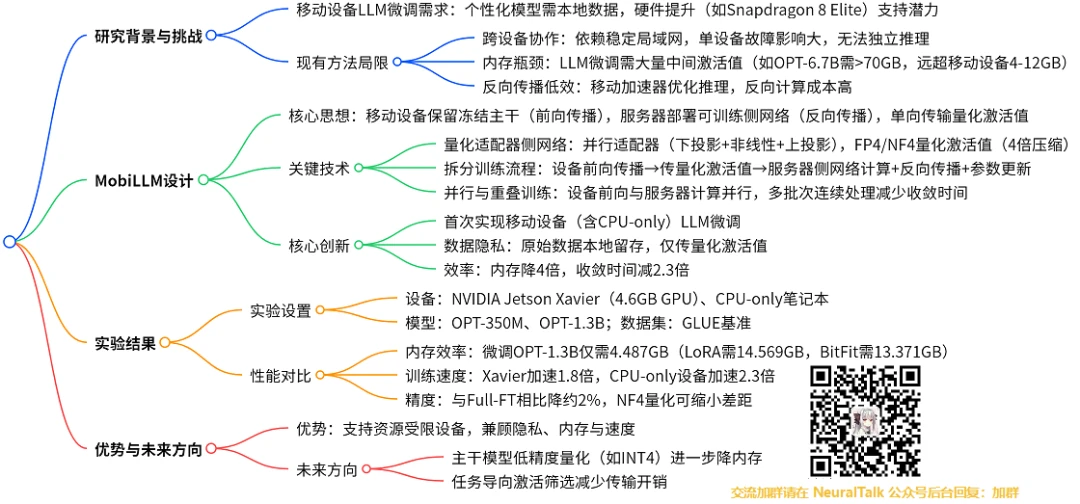 研究背景与挑战
移动设备LLM微调需求：个性化模型需本地数据，硬件提升（如Snapdragon 8 Elite）支持潜力
现有方法局限
跨设备协作：依赖稳定局域网，单设备故障影响大，无法独立推理
内存瓶颈：LLM微调需大量中间激活值（如OPT-6.7B需>70GB，远超移动设备4-12GB）
反向传播低效：移动加速器优化推理，反向计算成本高
MobiLLM设计
核心思想：移动设备保留冻结主干（前向传播），服务器部署可训练侧网络（反向传播），单向传输量化激活值
关键技术
量化适配器侧网络：并行适配器（下投影+非线性+上投影），FP4/NF4量化激活值（4倍压缩）
拆分训练流程：设备前向传播→传量化激活值→服务器侧网络计算+反向传播+参数更新
并行与重叠训练：设备前向与服务器计算并行，多批次连续处理减少收敛时间
核心创新
首次实现移动设备（含CPU-only）LLM微调
数据隐私：原始数据本地留存，仅传量化激活值
效率：内存降4倍，收敛时间减2.3倍
实验结果
实验设置
设备：NVIDIA Jetson Xavier（4.6GB GPU）、CPU-only笔记本
模型：OPT-350M、OPT-1.3B；数据集：GLUE基准
性能对比
内存效率：微调OPT-1.3B仅需4.487GB（LoRA需14.569GB，BitFit需13.371GB）
训练速度：Xavier加速1.8倍，CPU-only设备加速2.3倍
精度：与Full-FT相比降约2%，NF4量化可缩小差距
优势与未来方向
优势：支持资源受限设备，兼顾隐私、内存与速度
未来方向
主干模型低精度量化（如INT4）进一步降内存
任务导向激活筛选减少传输开销
交流加群请在 NeuralTalk 公众号后台回复：加群